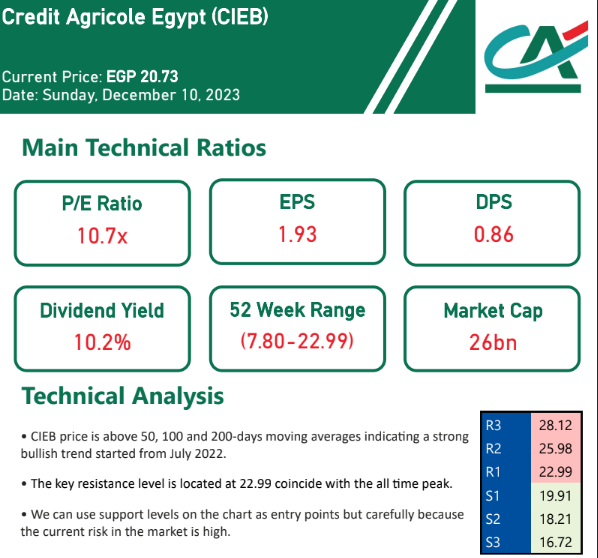 Credit Agricole Egypt (CIEB)
Current Price: EGP 20.73
Date: Sunday, December 10, 2023
CA
Main Technical Ratios
P/E Ratio
10.7x
EPS
1.93
DPS
0.86
Dividend Yield
10.2%
52 Week Range
(7.80-22.99)
Market Cap
26bn
Technical Analysis
• CIEB price is above 50, 100 and 200-days moving averages indicating a strong
bullish trend started from July 2022.
• The key resistance level is located at 22.99 coincide with the all time peak.
• We can use support levels on the chart as entry points but carefully because
the current risk in the market is high.
R3 28.12
R2 25.98
R1 22.99
S1 19.91
S2 18.21
S3 16.72